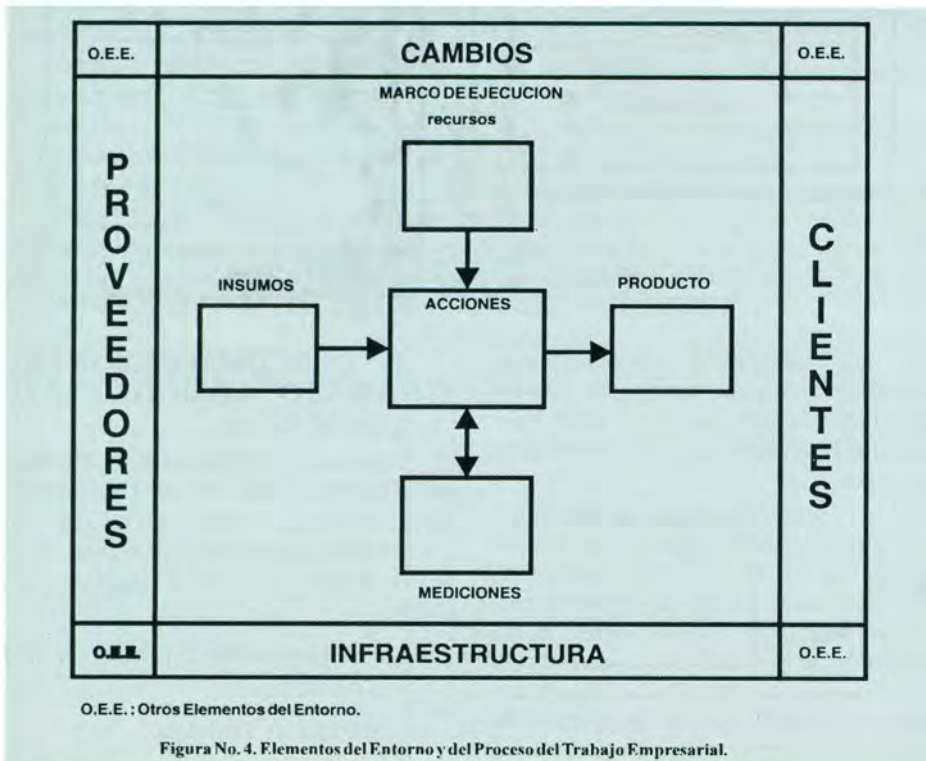 O.E.E.
CAMBIOS
O.E.E.
MARCO DE EJECUCION
recursos
PROVEEDORES
CLIENTES
INSUMOS
ACCIONES
PRODUCTO
MEDICIONES
O.E.E.
INFRAESTRUCTURA
O.E.E.
O.E.E. : Otros Elementos del Entorno.
Figura No. 4. Elementos del Entorno y del Proceso del Trabajo Empresarial.